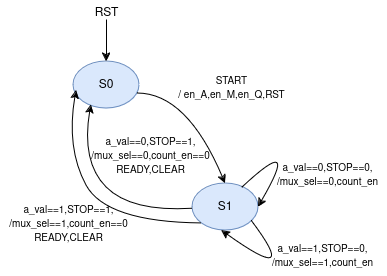 RST
S0
START
/ en_A,en_M,en_Q,RST
a_val==0,STOP==1,
/mux_sel==0,count_en==0
READY,CLEAR
a_val==0,STOP==0,
/mux_sel==0,count_en
S1
a_val==1,STOP==1,
/mux_sel==1,count_en==0
READY,CLEAR
a_val==1,STOP==0,
/mux_sel==1,count_en